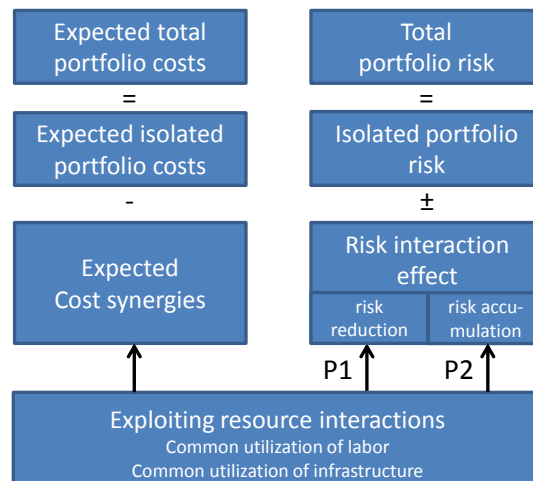 Expected total
portfolio costs
=
Expected isolated
portfolio costs
-
Expected
Cost synergies
Total
portfolio risk
=
Isolated portfolio
risk
±
Risk interaction
effect
risk
reduction
risk accu-
mulation
P1
P2
Exploiting resource interactions
Common utilization of labor
Common utilization of infrastructure